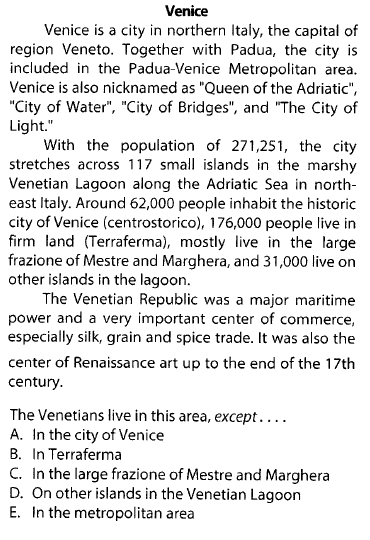 Venice
Venice is a city in northern Italy, the capital of
region Veneto. Together with Padua, the city is
included in the Padua-Venice Metropolitan area.
Venice is also nicknamed as "Queen of the Adriatic",
"City of Water", "City of Bridges", and "The City of
Light."
With the population of 271,251, the city
stretches across 117 small islands in the marshy
Venetian Lagoon along the Adriatic Sea in north-
east Italy. Around 62,000 people inhabit the historic
city of Venice (centrostorico), 176,000 people live in
firm land (Terraferma), mostly live in the large
frazione of Mestre and Marghera, and 31,000 live on
other islands in the lagoon.
The Venetian Republic was a major maritime
power and a very important center of commerce,
especially silk, grain and spice trade. It was also the
center of Renaissance art up to the end of the 17th
century.
The Venetians live in this area, except . . . .
A. In the city of Venice
B. In Terraferma
C. In the large frazione of Mestre and Marghera
D. On other islands in the Venetian Lagoon
E. In the metropolitan area